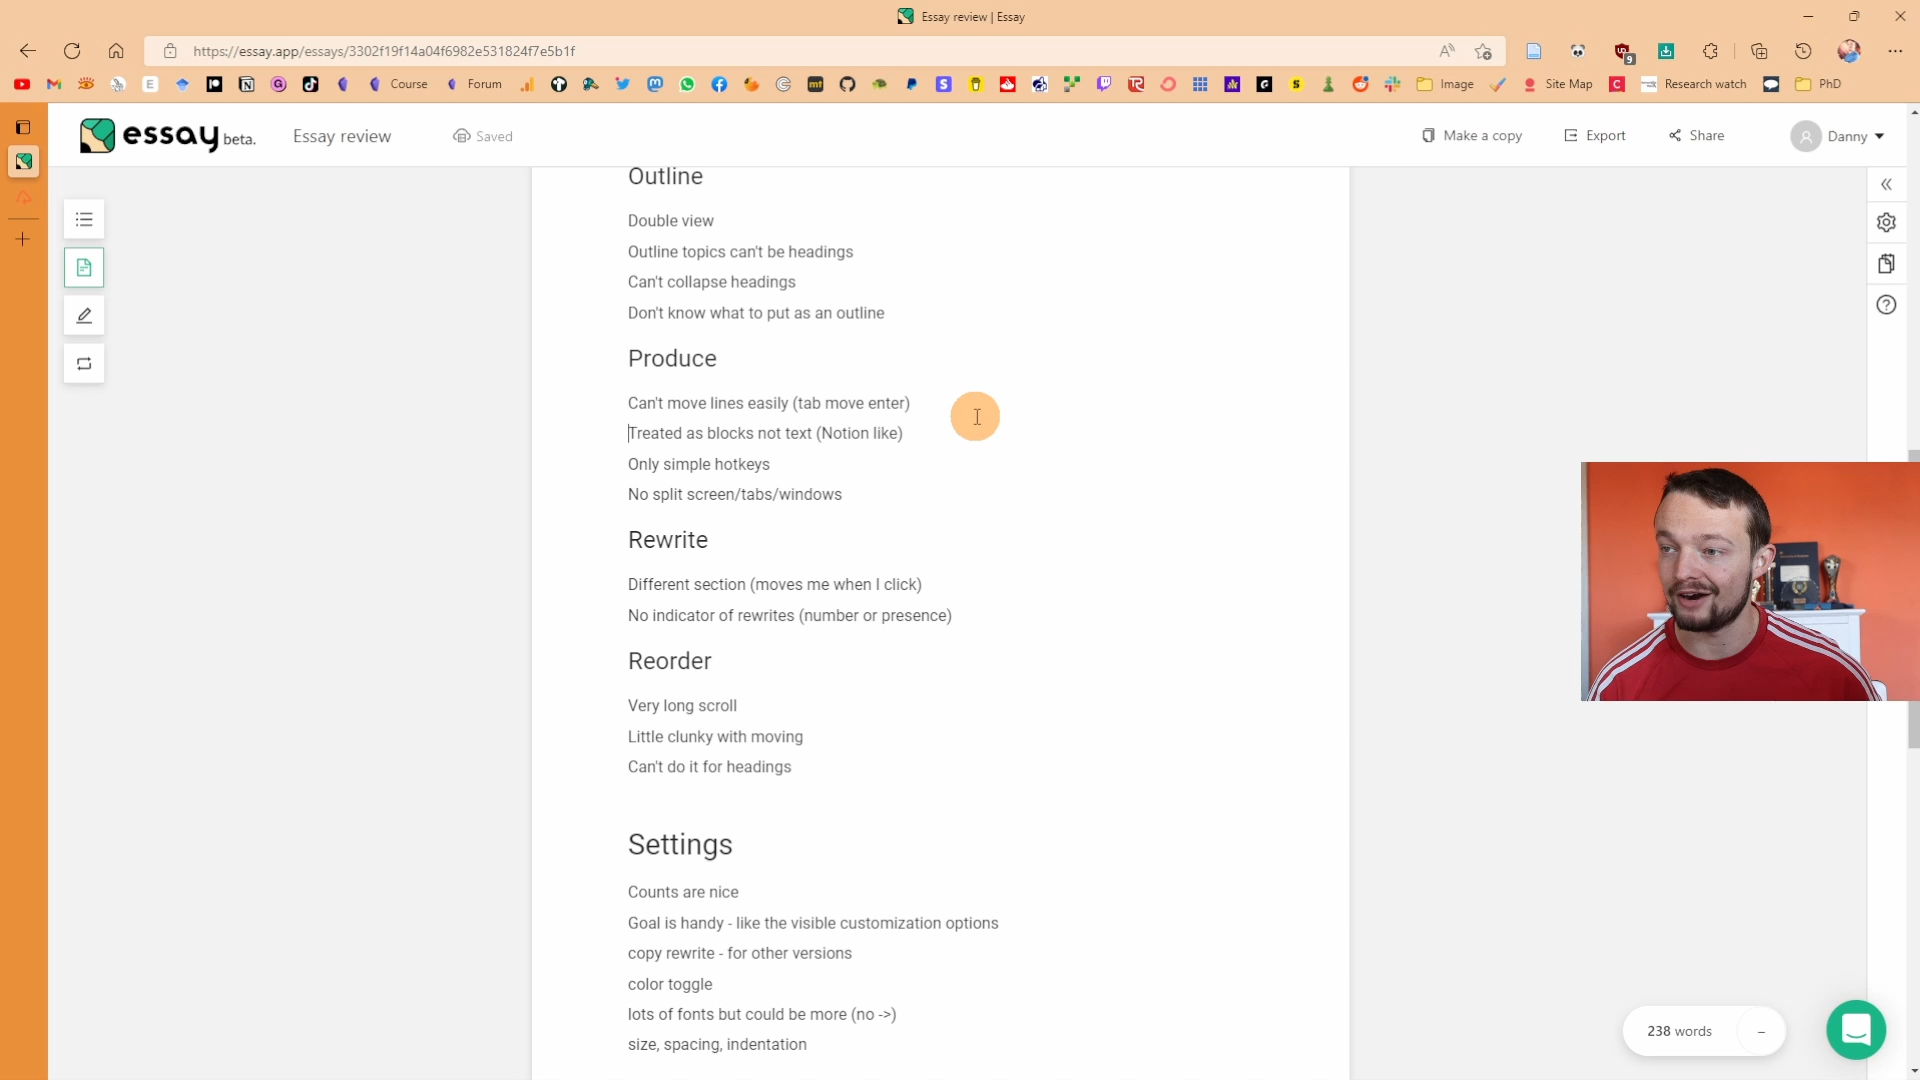 Essay review | Essay
https://essay.app/essays/3302f19f14a04f6982e531824f7e5b1f
9
Course
Forum
Image
Site Map
Research watch
PhD
essay beta.
Essay review
Saved
Make a copy
Export
Share
Danny
Outline
Double view
Outline topics can't be headings
Can't collapse headings
Don't know what to put as an outline
Produce
Can't move lines easily (tab move enter)
Treated as blocks not text (Notion like)
Only simple hotkeys
No split screen/tabs/windows
Rewrite
Different section (moves me when I click)
No indicator of rewrites (number or presence)
Reorder
Very long scroll
Little clunky with moving
Can't do it for headings
Settings
Counts are nice
Goal is handy - like the visible customization options
copy rewrite - for other versions
color toggle
lots of fonts but could be more (no ->)
size, spacing, indentation
238 words